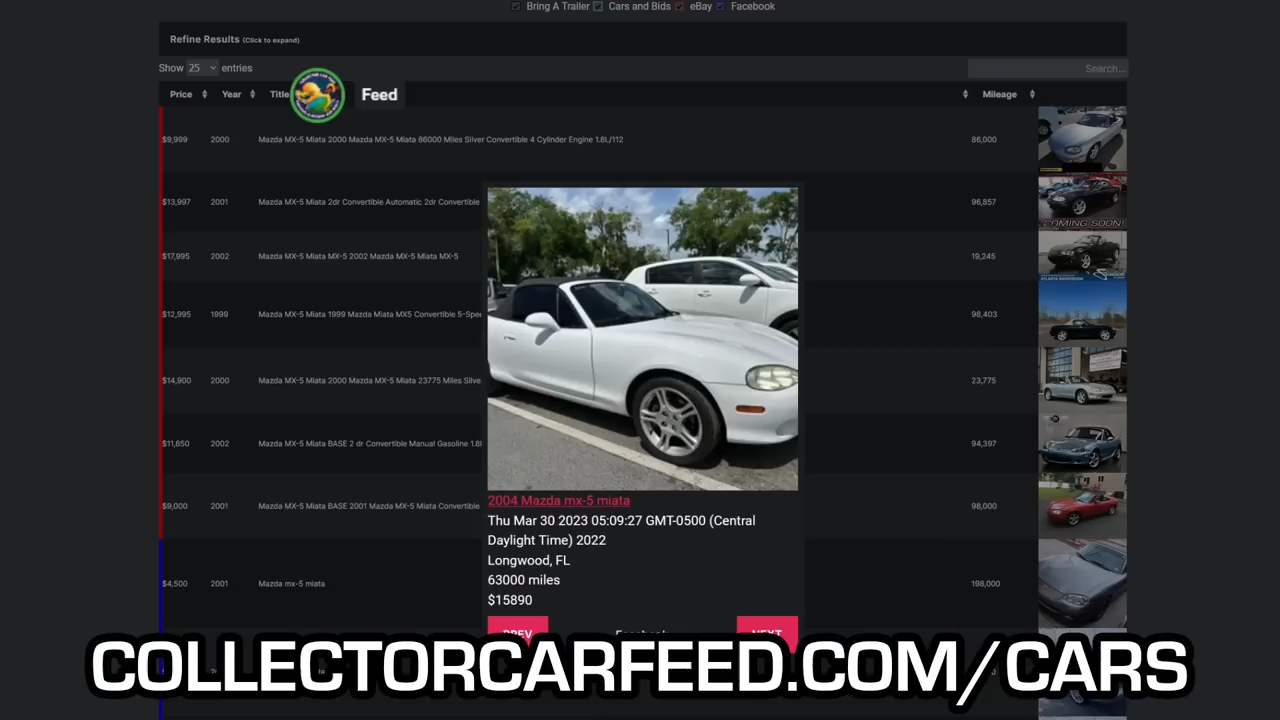 Bring A Trailer Cars and Bids eBay Facebook
Refine Results (Click to expand)
Show 25 entries Search...
Price Year Title Feed Mileage
$9,999 2000 Mazda MX-5 Miata 2000 Mazda MX-5 Miata 86000 Miles Silver Convertible 4 Cylinder Engine 1.8L/112 86,000
$13,997 2001 Mazda MX-5 Miata 2dr Convertible Automatic 2dr Convertible 96,857
COMING SOON!
$17,995 2002 Mazda MX-5 Miata MX-5 2002 Mazda MX-5 Miata MX-5 19,245
$12,995 1999 Mazda MX-5 Miata 1999 Mazda Miata MX5 Convertible 5-Spe 98,403
$14,900 2000 Mazda MX-5 Miata 2000 Mazda MX-5 Miata 23775 Miles Silve 23,775
$11,850 2002 Mazda MX-5 Miata BASE 2 dr Convertible Manual Gasoline 1.8l 94,397
$9,000 2001 Mazda MX-5 Miata BASE 2001 Mazda MX-5 Miata Convertible 98,000
$4,500 2001 Mazda mx-5 miata 198,000
2004 Mazda mx-5 miata
Thu Mar 30 2023 05:09:27 GMT-0500 (Central
Daylight Time) 2022
Longwood, FL
63000 miles
$15890
PREV Facebook NEXT
COLLECTORCARFEED.COM/CARS